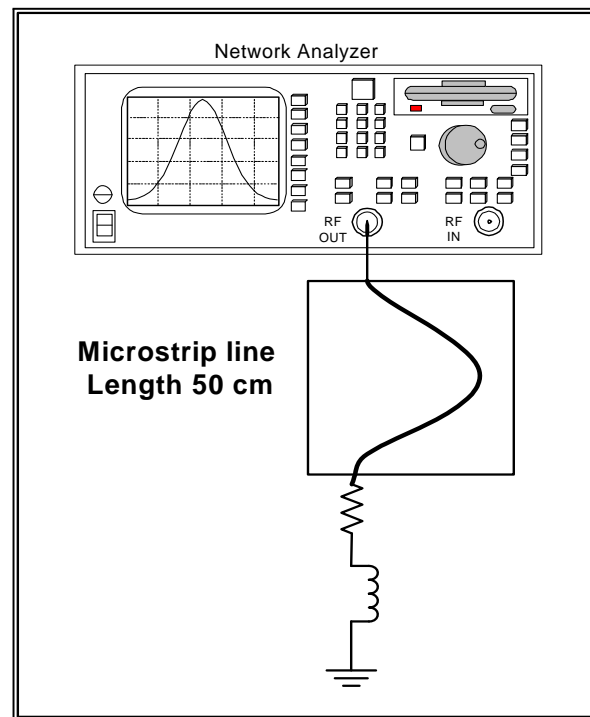 Network Analyzer
RF
OUT
RF
IN
Microstrip line
Length 50 cm